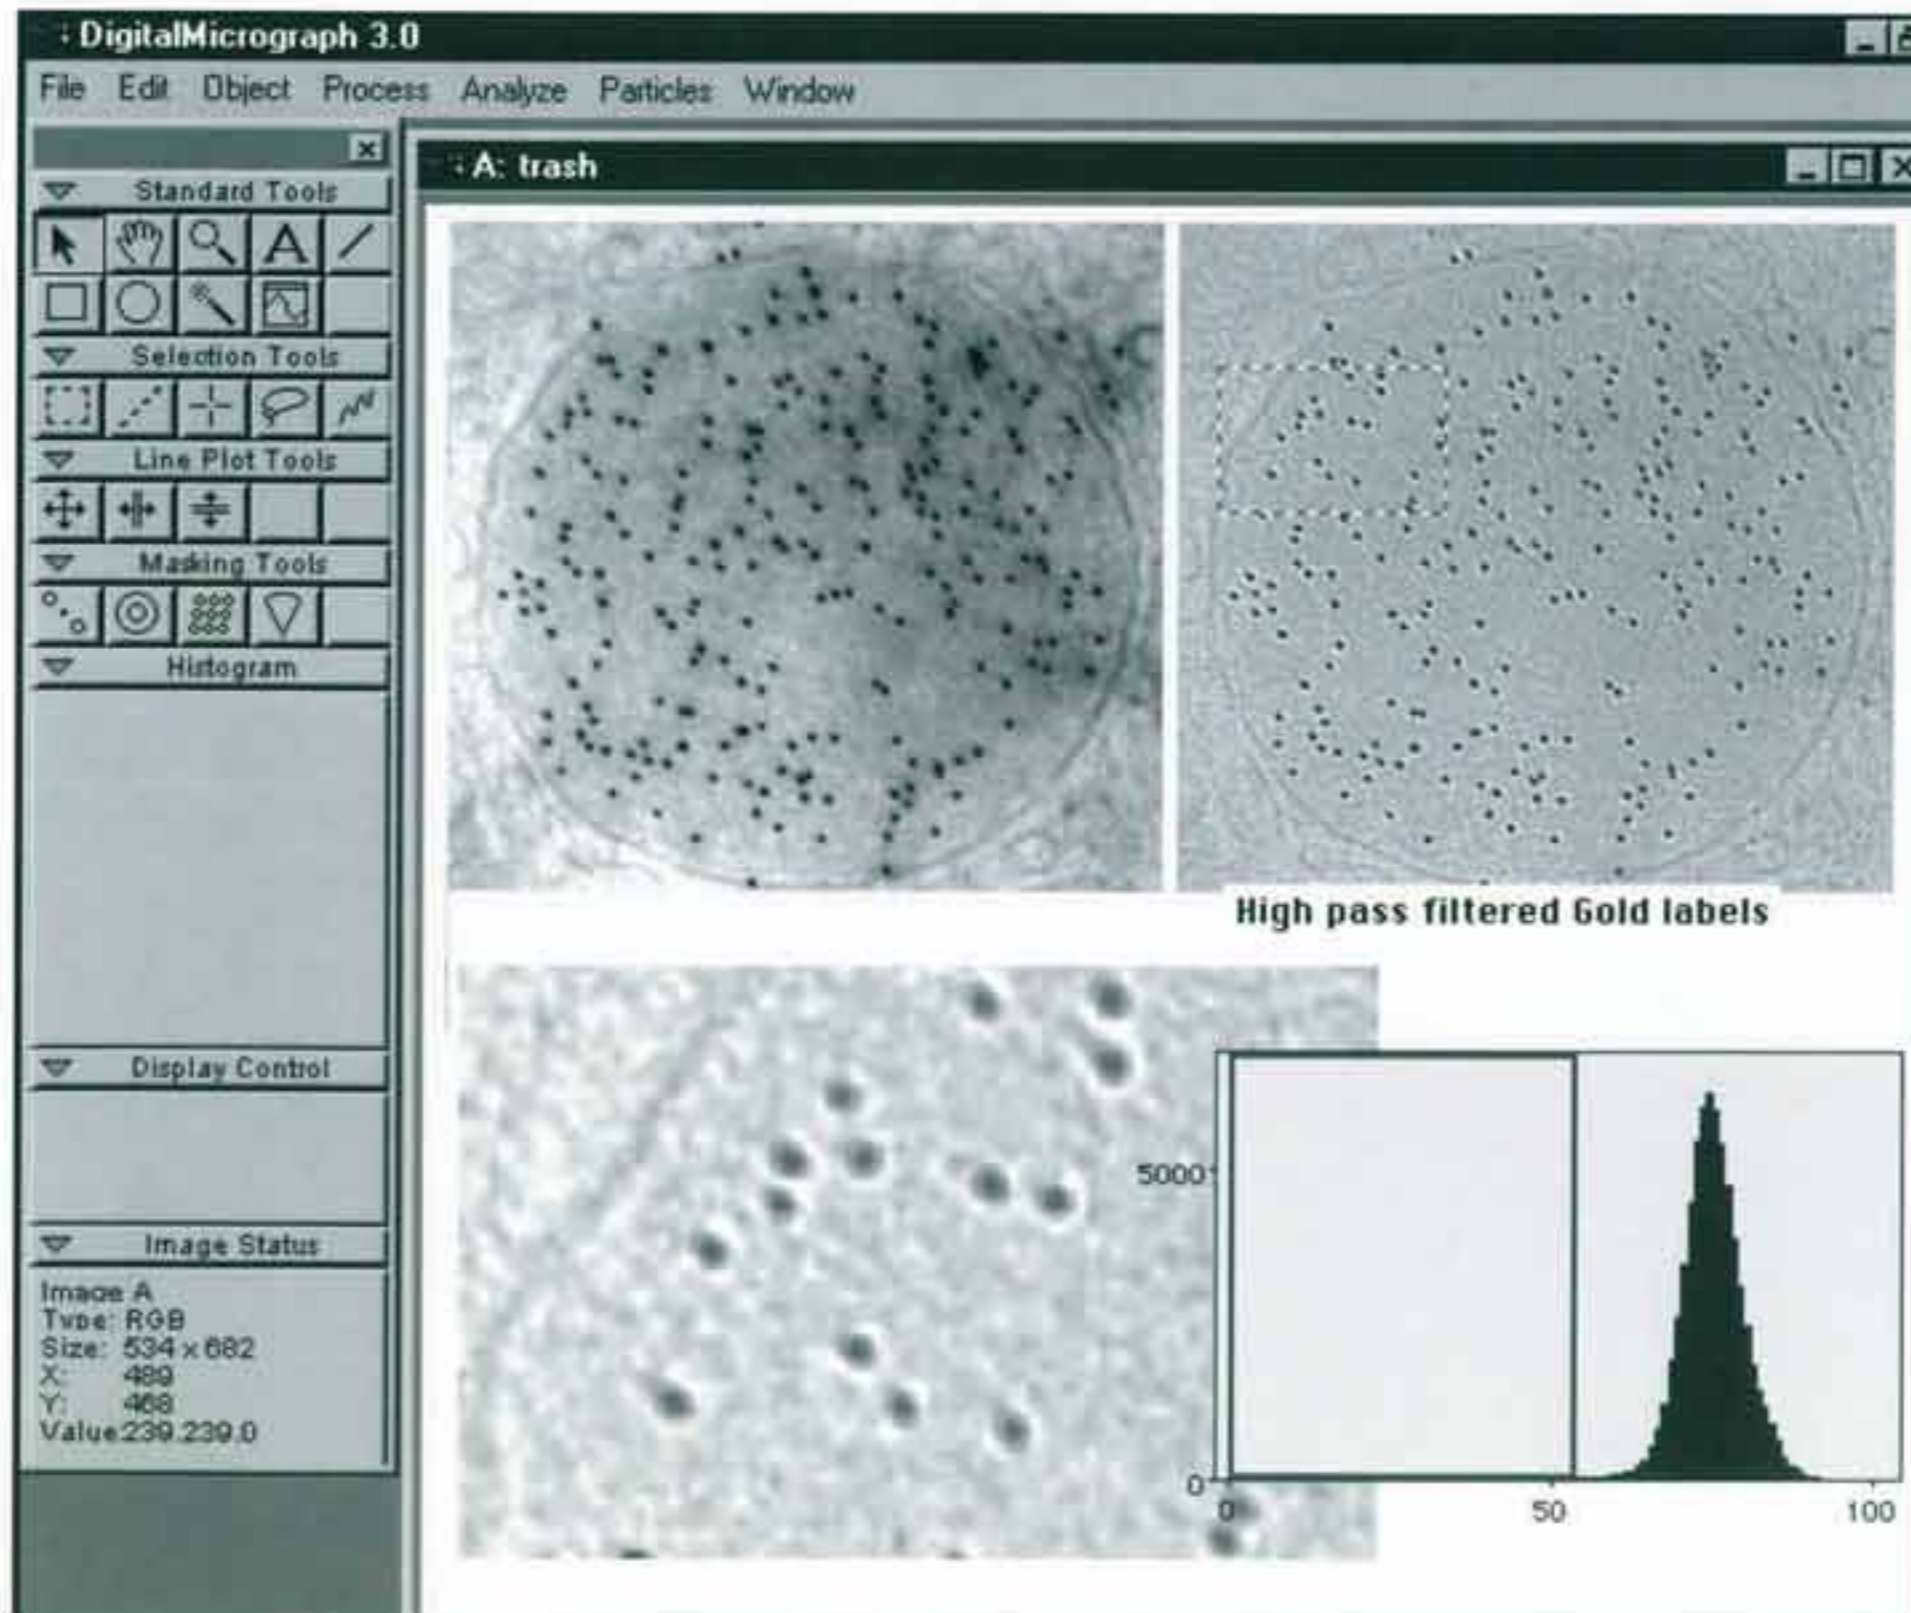 DigitalMicrograph 3.0
File Edit Object Process Analyze Particles Window
A: trash
Standard Tools
A
Selection Tools
Line Plot Tools
Masking Tools
Histogram
Display Control
Image Status
Image A
Type: RGB
Size: 534 x 682
X: 489
Y: 468
Value239.239.0
High pass filtered Gold labels
5000
0
0 50 100